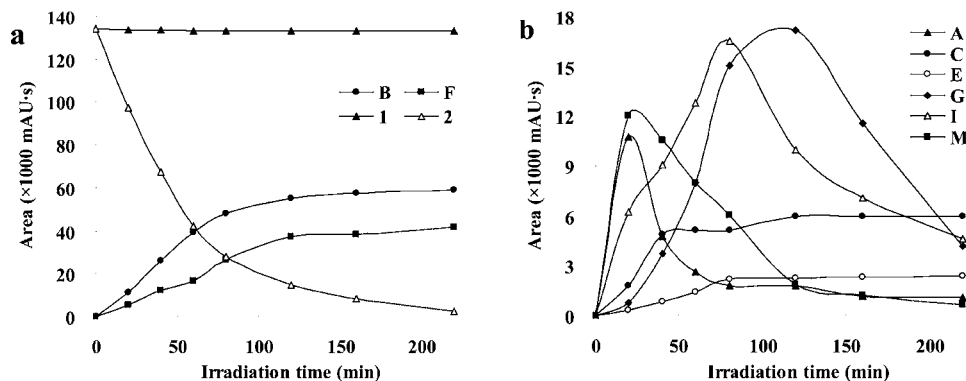 a
140
120
100
80
60
40
20
0
Area (×1000 mAU·s)
B F
1 2
0 50 100 150 200
Irradiation time (min)
b
18
15
12
9
6
3
0
Area (×1000 mAU·s)
A
C
E
G
I
M
0 50 100 150 200
Irradiation time (min)